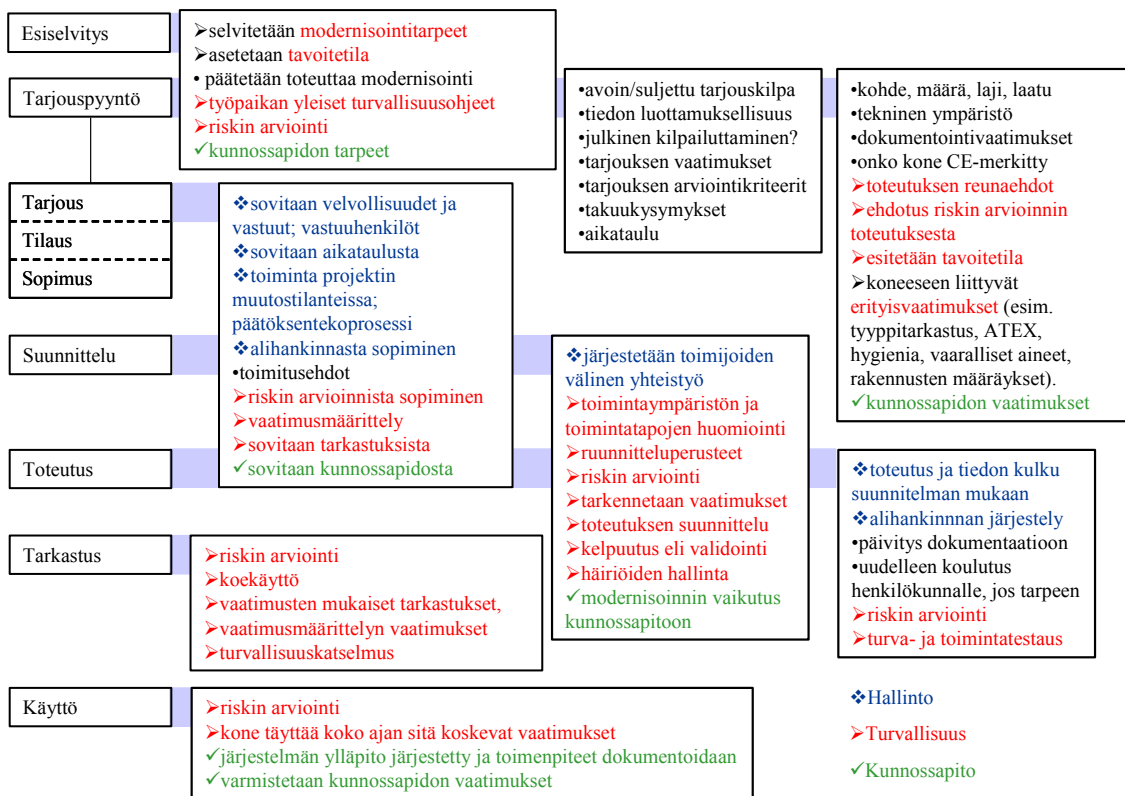 Esiselvitys
➢selvitetään modernisointitarpeet
➢asetetaan tavoitetila
• päätetään toteuttaa modernisointi
➢työpaikan yleiset turvallisuusohjeet
➢riskin arviointi
✓kunnossapidon tarpeet
Tarjouspyyntö
•avoin/suljettu tarjouskilpa
•tiedon luottamuksellisuus
•julkinen kilpailuttaminen?
•tarjouksen vaatimukset
•tarjouksen arviointikriteerit
•takuukysymykset
•aikataulu
•kohde, määrä, laji, laatu
•tekninen ympäristö
•dokumentointivaatimukset
•onko kone CE-merkitty
➢toteutuksen reunaehdot
➢ehdotus riskin arvioinnin
toteutuksesta
➢esitetään tavoitetila
➢koneeseen liittyvät
erityisvaatimukset (esim.
tyyppitarkastus, ATEX,
hygienia, vaaralliset aineet,
rakennusten määräykset).
✓kunnossapidon vaatimukset
Tarjous
Tilaus
Sopimus
❖sovitaan velvollisuudet ja
vastuut; vastuuhenkilöt
❖sovitaan aikataulusta
❖toiminta projektin
muutostilanteissa;
päätöksentekoprosessi
❖alihankinnasta sopiminen
•toimitusehdot
➢riskin arvioinnista sopiminen
➢vaatimusmäärittely
➢sovitaan tarkastuksista
✓sovitaan kunnossapidosta
Suunnittelu
❖järjestetään toimijoiden
välinen yhteistyö
➢toimintaympäristön ja
toimintatapojen huomiointi
➢ruunnitteluperusteet
➢riskin arviointi
➢tarkennetaan vaatimukset
➢toteutuksen suunnittelu
➢kelpuutus eli validointi
➢häiriöiden hallinta
✓modernisoinnin vaikutus
kunnossapitoon
Toteutus
❖toteutus ja tiedon kulku
suunnitelman mukaan
❖alihankinnnan järjestely
•päivitys dokumentaatioon
•uudelleen koulutus
henkilökunnalle, jos tarpeen
➢riskin arviointi
➢turva- ja toimintatestaus
Tarkastus
➢riskin arviointi
➢koekäyttö
➢vaatimusten mukaiset tarkastukset,
➢vaatimusmäärittelyn vaatimukset
➢turvallisuuskatselmus
Käyttö
➢riskin arviointi
➢kone täyttää koko ajan sitä koskevat vaatimukset
✓järjestelmän ylläpito järjestetty ja toimenpiteet dokumentoidaan
✓varmistetaan kunnossapidon vaatimukset
❖Hallinto
➢Turvallisuus
✓Kunnossapito